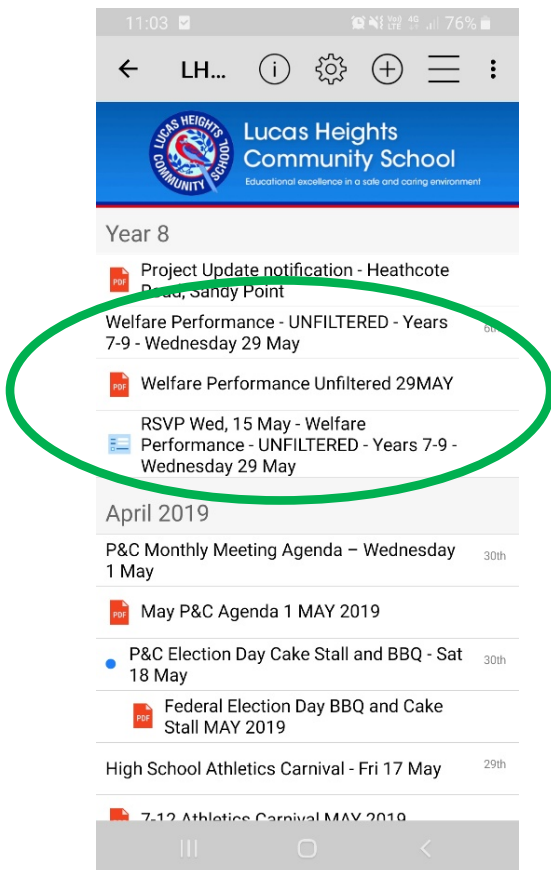 11:03 Vo)) 4G LTE 76%
LH...
LUCAS HEIGHTS COMMUNITY SCHOOL
Lucas Heights
Community School
Educational excellence in a safe and caring environment
Year 8
PDF Project Update notification - Heathcote
Road, Sandy Point
Welfare Performance - UNFILTERED - Years 6th
7-9 - Wednesday 29 May
PDF Welfare Performance Unfiltered 29MAY
RSVP Wed, 15 May - Welfare
Performance - UNFILTERED - Years 7-9 -
Wednesday 29 May
April 2019
P&C Monthly Meeting Agenda – Wednesday 30th
1 May
PDF May P&C Agenda 1 MAY 2019
P&C Election Day Cake Stall and BBQ - Sat 30th
18 May
PDF Federal Election Day BBQ and Cake
Stall MAY 2019
High School Athletics Carnival - Fri 17 May 29th
7-12 Athletics Carnival MAY 2019